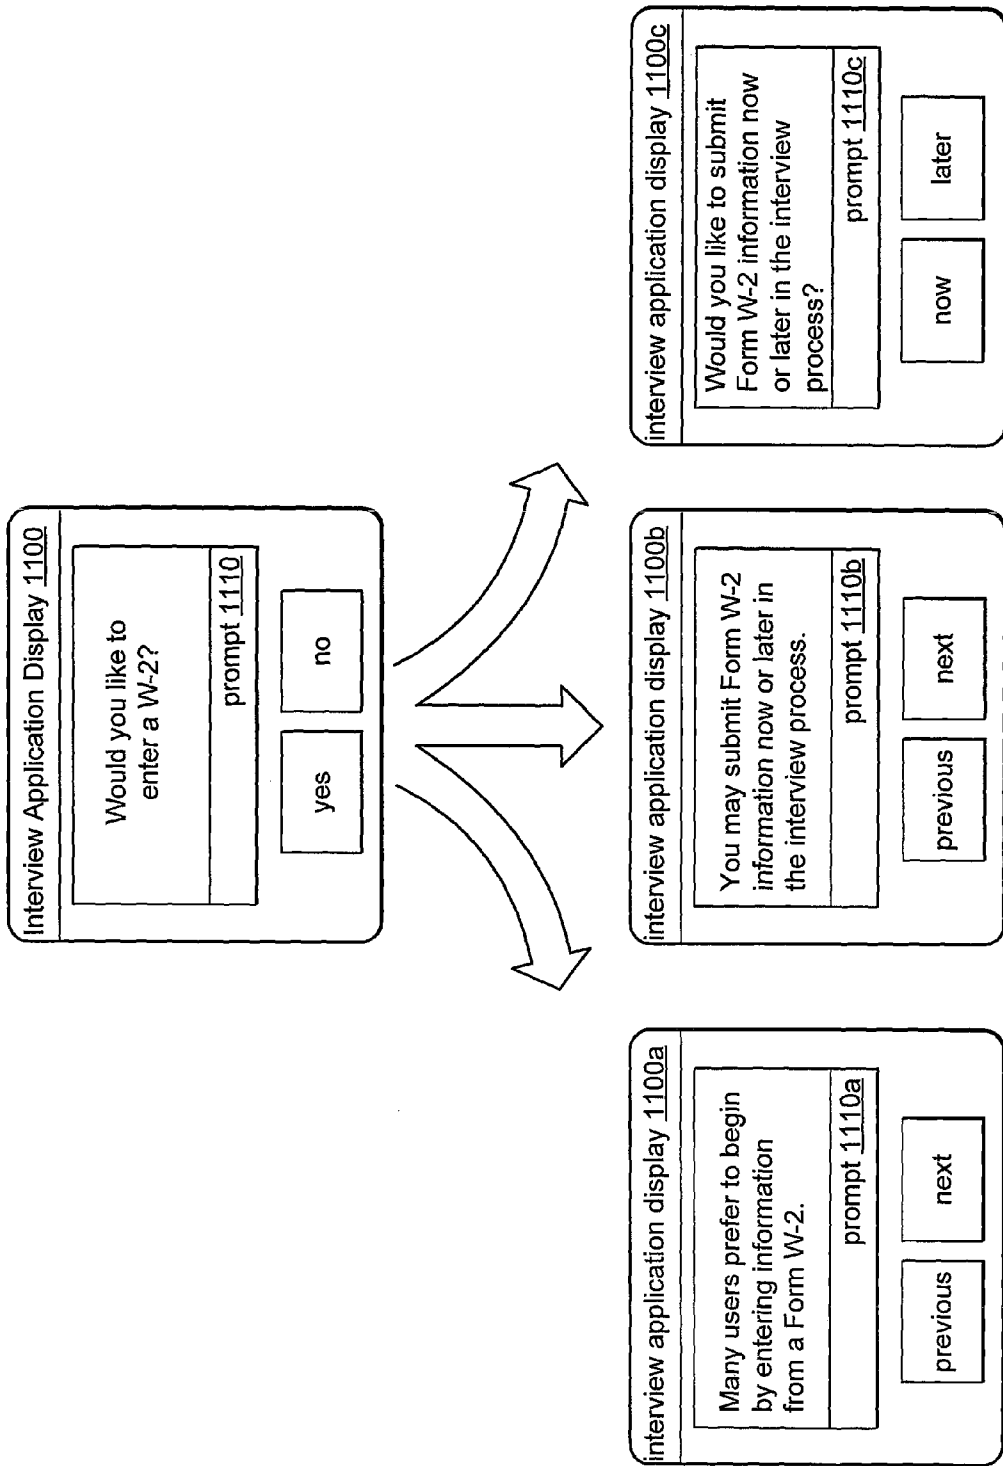 Interview Application Display 1100
Would you like to
enter a W-2?
prompt 1110
yes
no
interview application display 1100a
Many users prefer to begin
by entering information
from a Form W-2.
prompt 1110a
previous
next
interview application display 1100b
You may submit Form W-2
information now or later in
the interview process.
prompt 1110b
previous
next
interview application display 1100c
Would you like to submit
Form W-2 information now
or later in the interview
process?
prompt 1110c
now
later